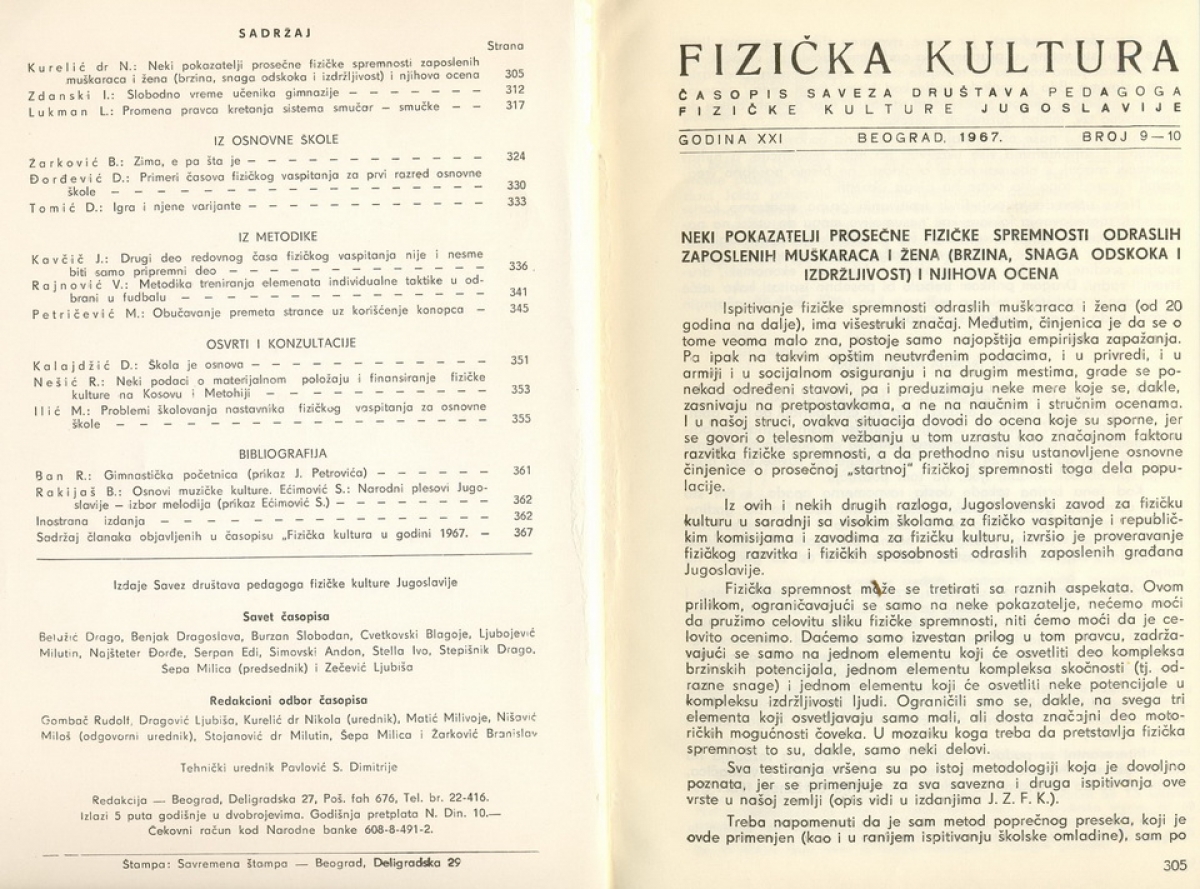 SADRŽAJ
Strana
Kurelić dr N.: Neki pokazatelji prosečne fizičke spremnosti zaposlenih
muškaraca i žena (brzina, snaga odskoka i izdržljivost) i njihova ocena 305
Zdanski I.: Slobodno vreme učenika gimnazije — — — — — — — 312
Lukman L.: Promena pravca kretanja sistema smučar – smučke — — 317
IZ OSNOVNE ŠKOLE
Zarković B.: Zima, e pa šta je — — — — — — — — — — — 324
Đorđević D.: Primeri časova fizičkog vaspitanja za prvi razred osnovne
škole — — — — — — — — — — — — — — — — 330
Tomić D.: Igra i njene varijante — — — — — — — — — — — 333
IZ METODIKE
Kavčič J.: Drugi deo redovnog časa fizičkog vaspitanja nije i nesme
biti samo pripremni deo — — — — — — — — — — — 336
Rajnović V.: Metodika treniranja elemenata individualne taktike u od-
brani u fudbalu — — — — — — — — — — — — — 341
Petričević M.: Obučavanje premeta strance uz korišćenje konopca — 345
OSVRTI I KONZULTACIJE
Kalajdžić D.: Škola je osnova — — — — — — — — — — — 351
Nešić R.: Neki podaci o materijalnom položaju i finansiranje fizičke
kulture na Kosovu i Metohiji — — — — — — — — — 353
Ilić M.: Problemi školovanja nastavnika fizičkog vaspitanja za osnovne
škole — — — — — — — — — — — — — — — — 355
BIBLIOGRAFIJA
Ban R.: Gimnastička početnica (prikaz J. Petrovića) — — — — — 361
Rakijaš B.: Osnovi muzičke kulture. Ećimović S.: Narodni plesovi Jugo-
slavije – izbor melodija (prikaz Ećimović S.) — — — — — — — 362
Inostrana izdanja — — — — — — — — — — — — — — 362
Sadržaj članaka objavljenih u časopisu „Fizička kultura u godini 1967. — 367
Izdaje Savez društava pedagoga fizičke kulture Jugoslavije
Savet časopisa
Belužić Drago, Benjak Dragoslava, Burzan Slobodan, Cvetkovski Blagoje, Ljubojević
Milutin, Najšteter Đorđe, Serpan Edi, Simovski Andon, Stella Ivo, Stepišnik Drago,
Šepa Milica (predsednik) i Zečević Ljubiša
Redakcioni odbor časopisa
Gombač Rudolf, Dragović Ljubiša, Kurelić dr Nikola (urednik), Matić Milivoje, Nišavić
Miloš (odgovorni urednik), Stojanović dr Milutin, Šepa Milica i Žarković Branislav
Tehnički urednik Pavlović S. Dimitrije
Redakcija — Beograd, Deligradska 27, Poš. fah 676, Tel. br. 22-416.
Izlazi 5 puta godišnje u dvobrojevima. Godišnja pretplata N. Din. 10.—
Čekovni račun kod Narodne banke 608-8-491-2.
Štampa: Savremena štampa — Beograd, Deligradska 29
FIZIČKA KULTURA
ČASOPIS SAVEZA DRUŠTAVA PEDAGOGA
FIZIČKE KULTURE JUGOSLAVIJE
GODINA XXI BEOGRAD, 1967. BROJ 9—10
NEKI POKAZATELJI PROSEČNE FIZIČKE SPREMNOSTI ODRASLIH
ZAPOSLENIH MUŠKARACA I ŽENA (BRZINA, SNAGA ODSKOKA I
IZDRŽLJIVOST) I NJIHOVA OCENA
Ispitivanje fizičke spremnosti odraslih muškaraca i žena (od 20
godina na dalje), ima višestruki značaj. Međutim, činjenica je da se o
tome veoma malo zna, postoje samo najopštija empirijska zapažanja.
Pa ipak na takvim opštim neutvrđenim podacima, i u privredi, i u
armiji i u socijalnom osiguranju i na drugim mestima, grade se po-
nekad određeni stavovi, pa i preduzimaju neke mere koje se, dakle,
zasnivaju na pretpostavkama, a ne na naučnim i stručnim ocenama.
I u našoj struci, ovakva situacija dovodi do ocena koje su sporne, jer
se govori o telesnom vežbanju u tom uzrastu kao značajnom faktoru
razvitka fizičke spremnosti, a da prethodno nisu ustanovljene osnovne
činjenice o prosečnoj „startnoj” fizičkoj spremnosti toga dela popu-
lacije.
Iz ovih i nekih drugih razloga, Jugoslovenski zavod za fizičku
kulturu u saradnji sa visokim školama za fizičko vaspitanje i republič-
kim komisijama i zavodima za fizičku kulturu, izvršio je proveravanje
fizičkog razvitka i fizičkih sposobnosti odraslih zaposlenih građana
Jugoslavije.
Fizička spremnost može se tretirati sa raznih aspekata. Ovom
prilikom, ograničavajući se samo na neke pokazatelje, nećemo moći
da pružimo celovitu sliku fizičke spremnosti, niti ćemo moći da je ce-
lovito ocenimo. Daćemo samo izvestan prilog u tom pravcu, zadrža-
vajući se samo na jednom elementu koji će osvetliti deo kompleksa
brzinskih potencijala, jednom elementu kompleksa skočnosti (tj. od-
razne snage) i jednom elementu koji će osvetliti neke potencijale u
kompleksu izdržljivosti ljudi. Ograničili smo se, dakle, na svega tri
elementa koji osvetljavaju samo mali, ali dosta značajni deo moto-
ričkih mogućnosti čoveka. U mozaiku koga treba da pretstavlja fizička
spremnost to su, dakle, samo neki delovi.
Sva testiranja vršena su po istoj metodologiji koja je dovoljno
poznata, jer se primenjuje za sva savezna i druga ispitivanja ove
vrste u našoj zemlji (opis vidi u izdanjima J. Z. F. K.).
Treba napomenuti da je sam metod poprečnog preseka, koji je
ovde primenjen (kao i u ranijem ispitivanju školske omladine), sam po
305